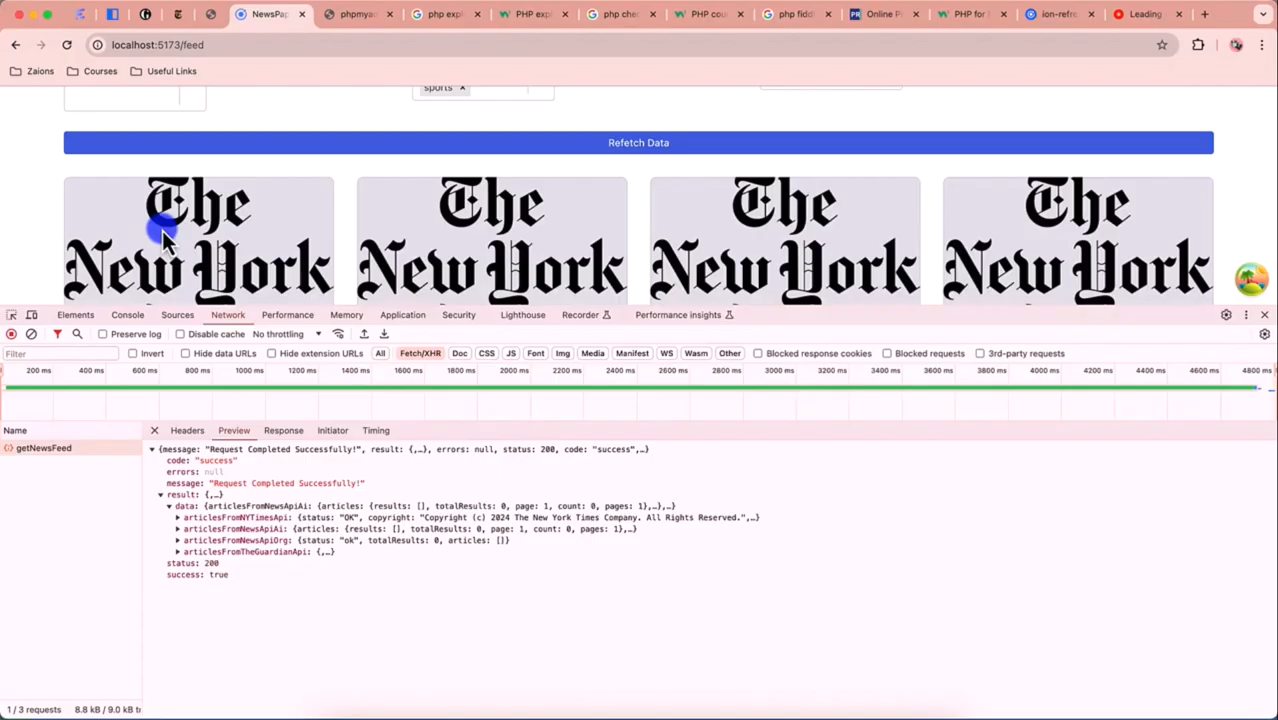 NewsPap
phpmya
php expl
PHP exp
php che
PHP cou
php fidd
Online P
PHP for
ion-refre
Leading
localhost:5173/feed
Zaions Courses Useful Links
sports ×
Refetch Data
The The The The
New York New York New York New York
Elements Console Sources Network Performance Memory Application Security Lighthouse Recorder Performance insights
Preserve log Disable cache No throttling
Filter Invert Hide data URLs Hide extension URLs All Fetch/XHR Doc CSS JS Font Img Media Manifest WS Wasm Other Blocked response cookies Blocked requests 3rd-party requests
200 ms 400 ms 600 ms 800 ms 1000 ms 1200 ms 1400 ms 1600 ms 1800 ms 2000 ms 2200 ms 2400 ms 2600 ms 2800 ms 3000 ms 3200 ms 3400 ms 3600 ms 3800 ms 4000 ms 4200 ms 4400 ms 4600 ms 4800 ms
Name Headers Preview Response Initiator Timing
getNewsFeed
{message: "Request Completed Successfully!", result: {,…}, errors: null, status: 200, code: "success",…}
code: "success"
errors: null
message: "Request Completed Successfully!"
result: {,…}
data: {articlesFromNewsApiAi: {articles: {results: [], totalResults: 0, page: 1, count: 0, pages: 1},…},…}
articlesFromNYTimesApi: {status: "OK", copyright: "Copyright (c) 2024 The New York Times Company. All Rights Reserved.",…}
articlesFromNewsApiAi: {articles: {results: [], totalResults: 0, page: 1, count: 0, pages: 1},…}
articlesFromNewsApiOrg: {status: "ok", totalResults: 0, articles: []}
articlesFromTheGuardianApi: {,…}
status: 200
success: true
1 / 3 requests 8.8 kB / 9.0 kB tr